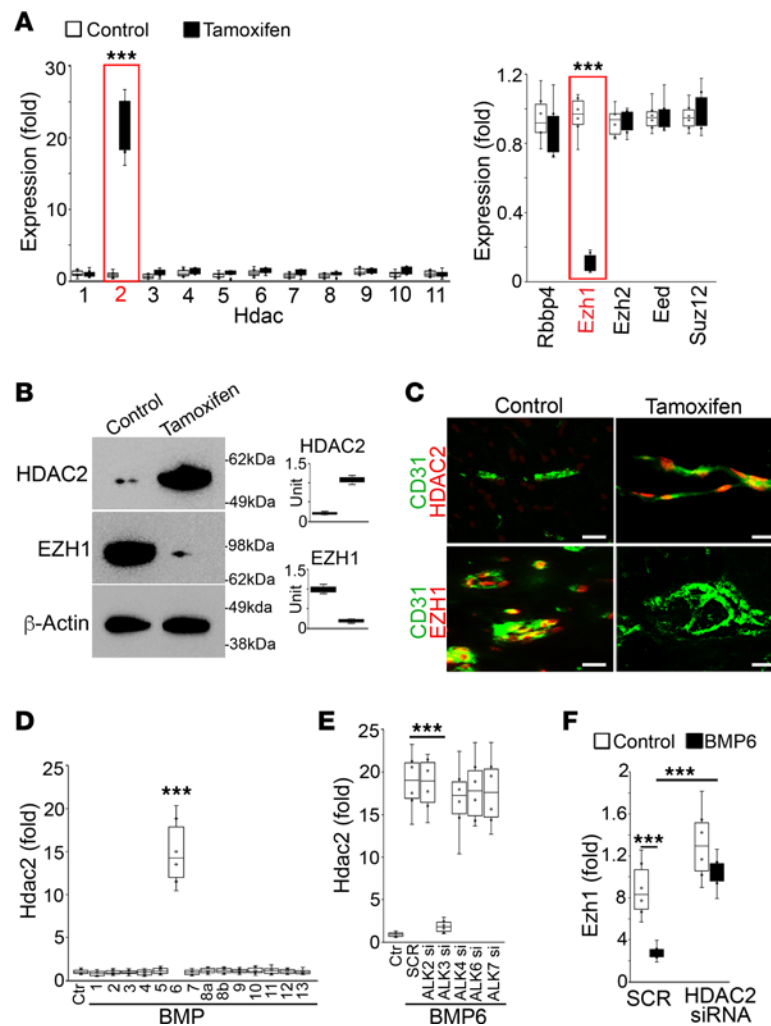 A
Control
Tamoxifen
***
***
30
20
10
0
Expression (fold)
1 2 3 4 5 6 7 8 9 10 11
Hdac
1.2
0.8
0.4
0
Expression (fold)
Rbbp4
Ezh1
Ezh2
Eed
Suz12
B
Control
Tamoxifen
HDAC2
-62kDa
-49kDa
EZH1
-98kDa
-62kDa
β-Actin
-49kda
-38kDa
HDAC2
1.5
Unit
0
EZH1
1.5
Unit
0
C
Control
Tamoxifen
CD31
HDAC2
CD31
EZH1
D
25
20
15
10
5
0
Hdac2 (fold)
***
Ctr
1
2
3
4
5
6
7
8a
8b
9
10
11
12
13
BMP
E
25
20
15
10
5
0
Hdac2 (fold)
***
Ctr
SCR
ALK2 si
ALK3 si
ALK4 si
ALK6 si
ALK7 si
BMP6
F
Control
BMP6
2
1.6
1.2
.8
.4
0
Ezh1 (fold)
***
***
SCR
HDAC2
siRNA